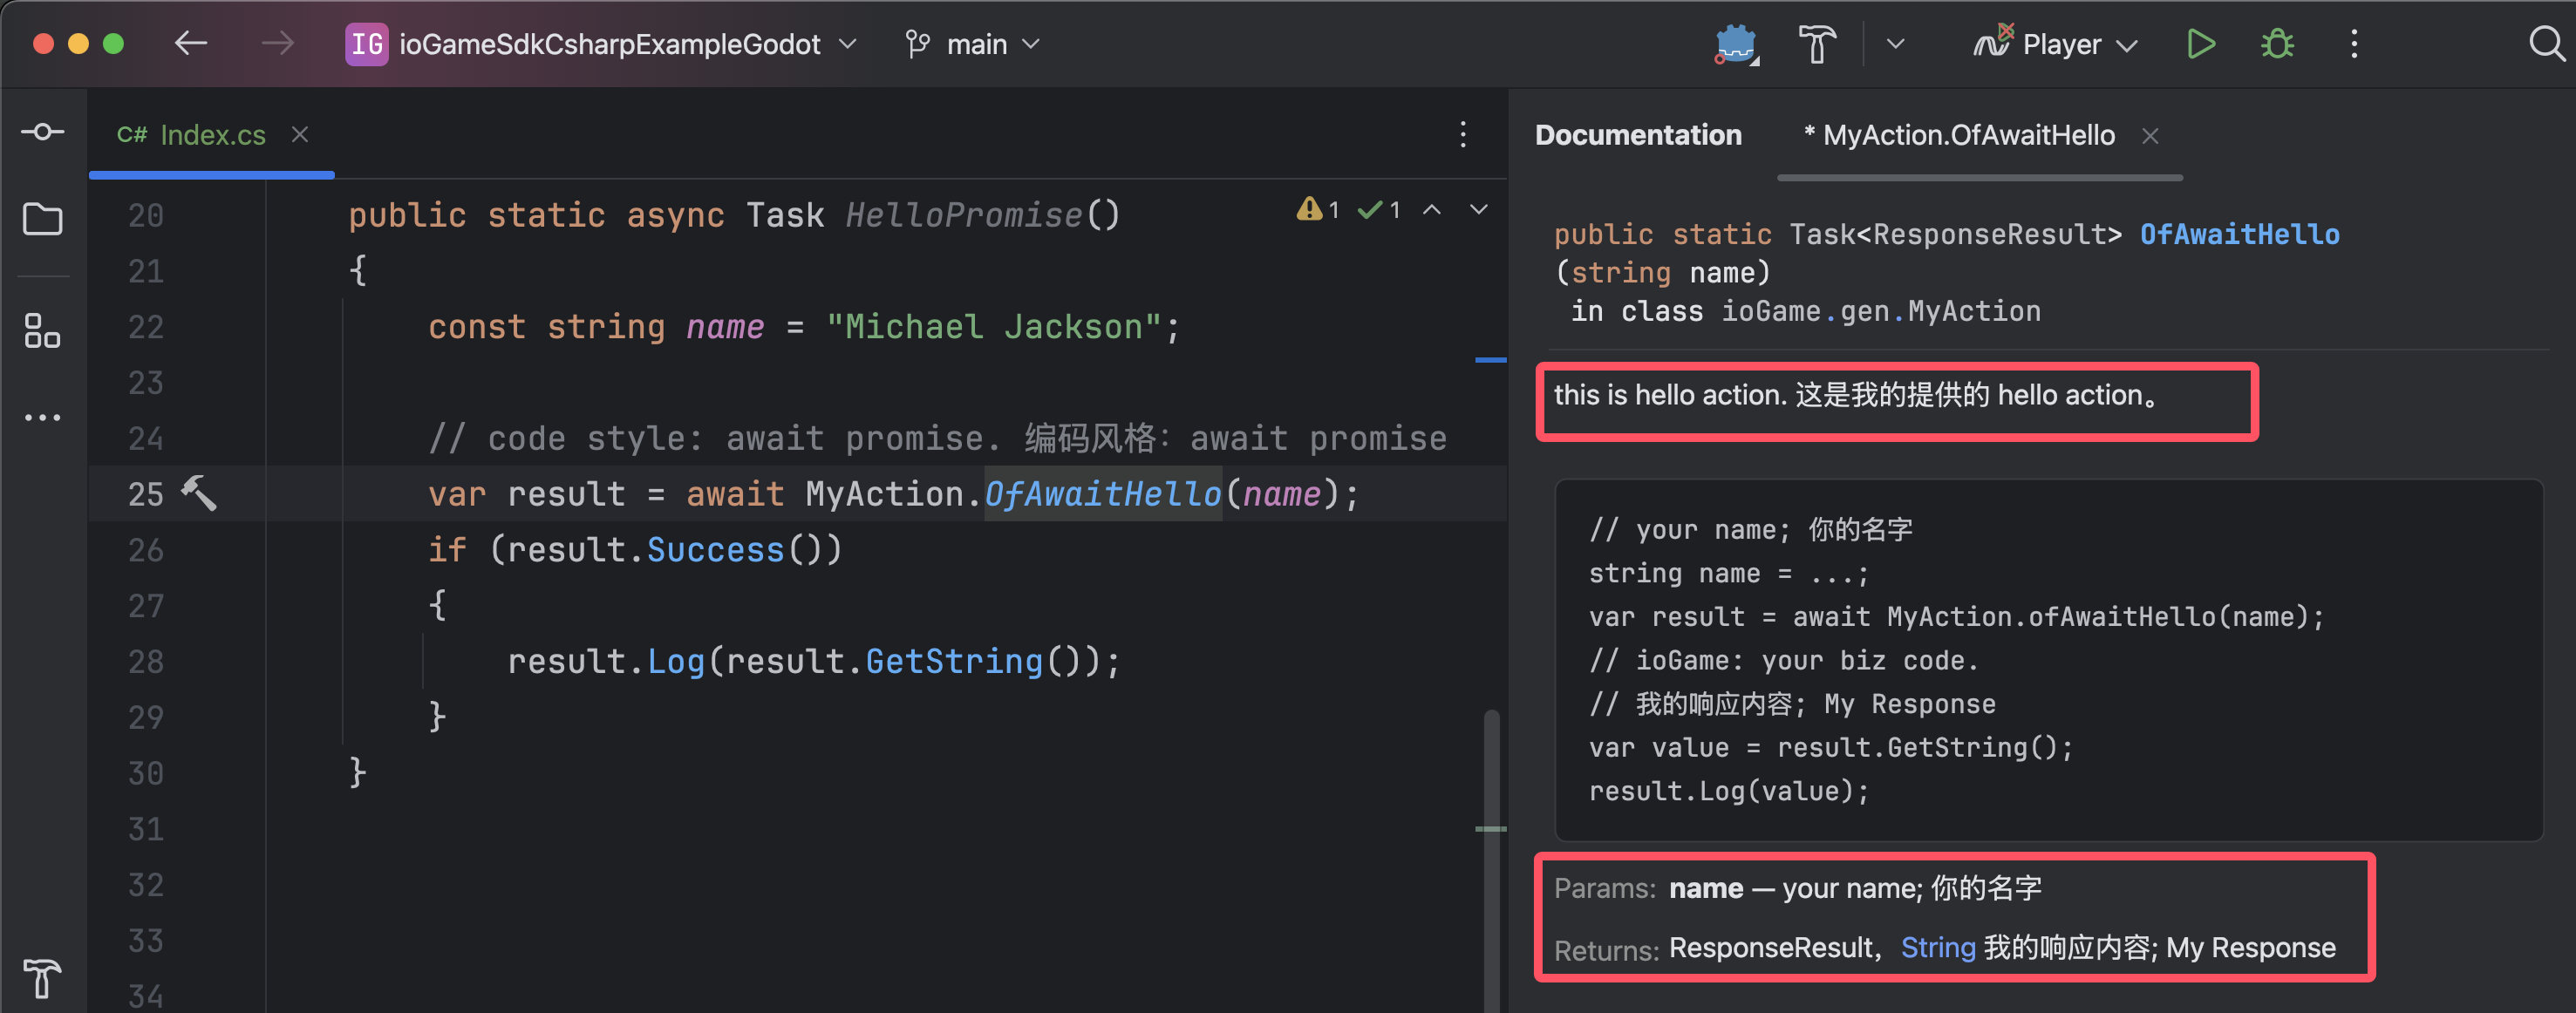 IG ioGameSdkCsharpExampleGodot main Player
C# Index.cs
1 1
20 public static async Task HelloPromise()
21 {
22 const string name = "Michael Jackson";
23
24 // code style: await promise. 编码风格: await promise
25 var result = await MyAction.OfAwaitHello(name);
26 if (result.Success())
27 {
28 result.Log(result.GetString());
29 }
30 }
31
32
33
34
Documentation * MyAction.OfAwaitHello
public static Task<ResponseResult> OfAwaitHello
(string name)
in class ioGame.gen.MyAction
this is hello action. 这是我的提供的 hello action。
// your name; 你的名字
string name = ...;
var result = await MyAction.ofAwaitHello(name);
// ioGame: your biz code.
// 我的响应内容; My Response
var value = result.GetString();
result.Log(value);
Params: name — your name; 你的名字
Returns: ResponseResult，String 我的响应内容; My Response